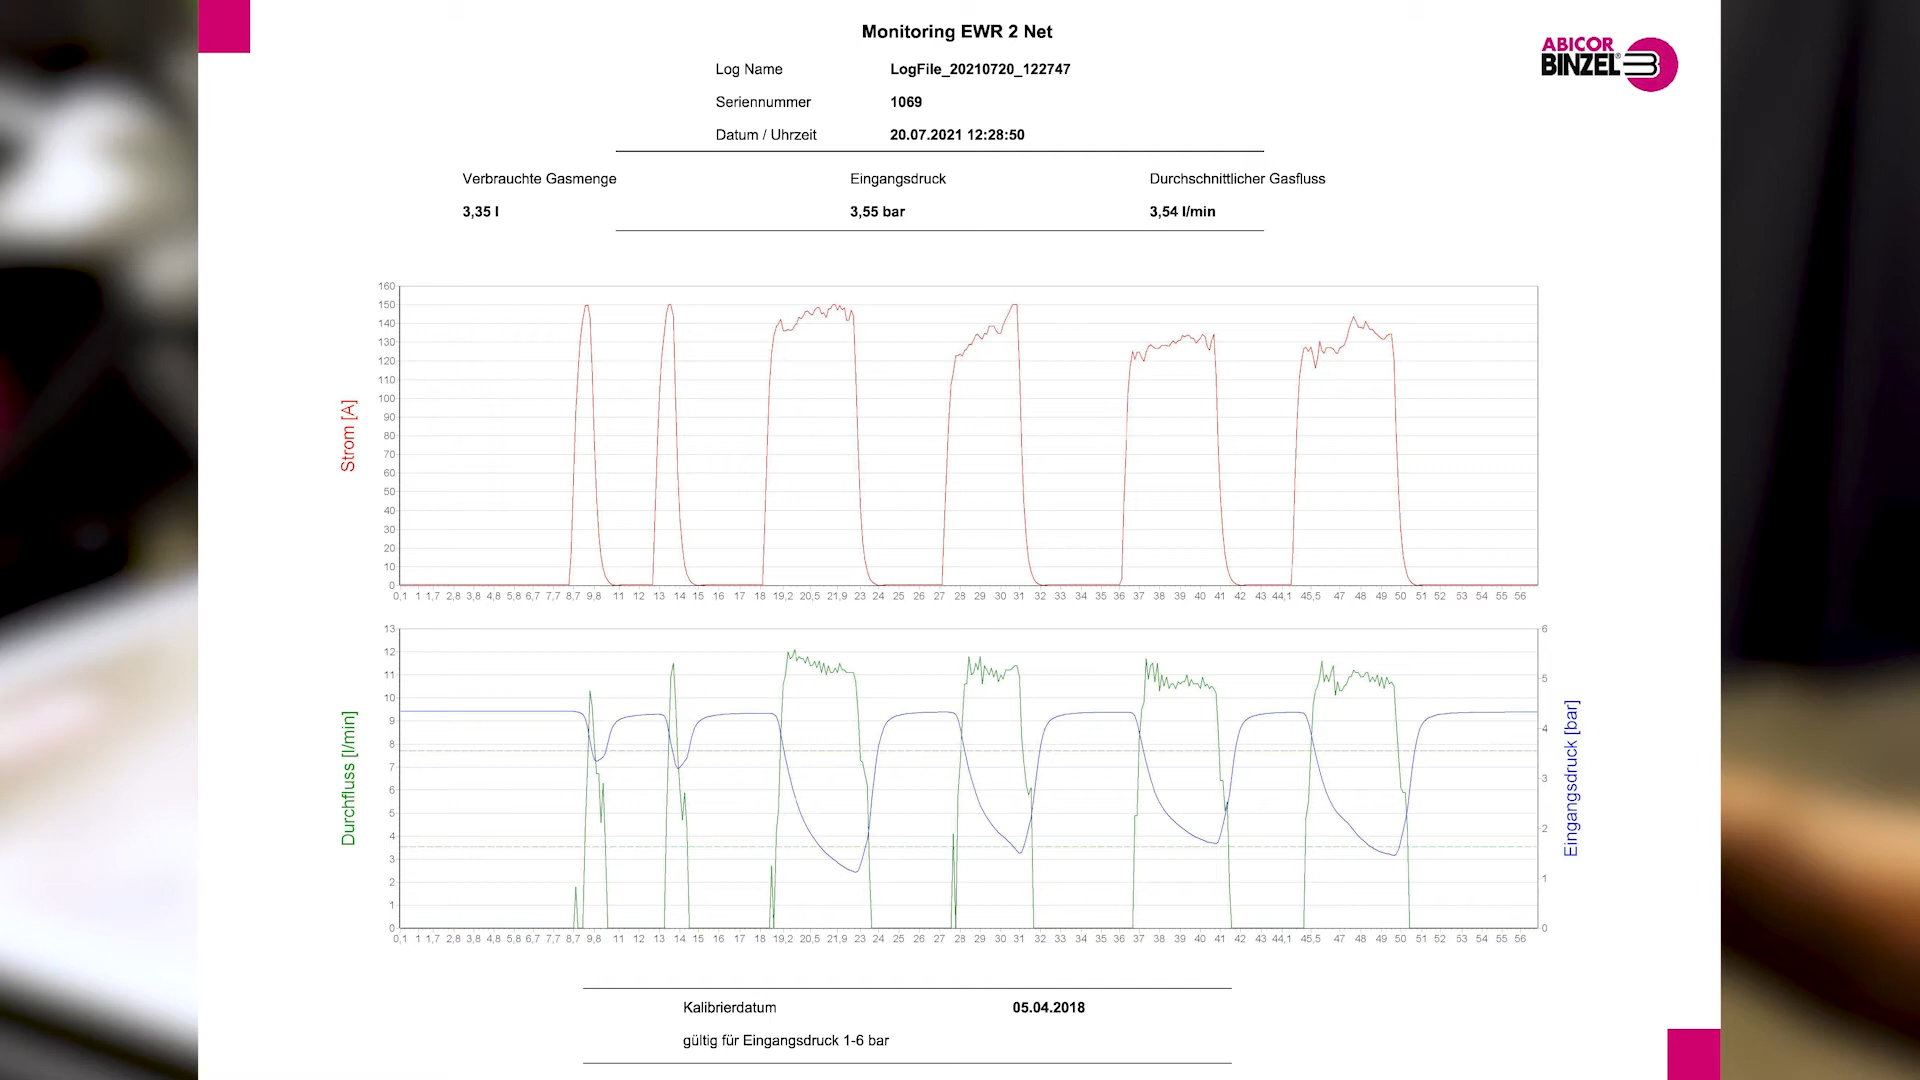 Monitoring EWR 2 Net
ABICOR
BINZEL®
Log Name LogFile_20210720_122747
Seriennummer 1069
Datum / Uhrzeit 20.07.2021 12:28:50
Verbrauchte Gasmenge Eingangsdruck Durchschnittlicher Gasfluss
3,35 l 3,55 bar 3,54 l/min
Strom [A]
160
150
140
130
120
110
100
90
80
70
60
50
40
30
20
10
0
0,1 1 1,7 2,8 3,8 4,8 5,8 6,7 7,7 8,7 9,8 11 12 13 14 15 16 17 18 19,2 20,5 21,9 23 24 25 26 27 28 29 30 31 32 33 34 35 36 37 38 39 40 41 42 43 44,1 45,5 47 48 49 50 51 52 53 54 55 56
Durchfluss [l/min]
13
12
11
10
9
8
7
6
5
4
3
2
1
0
6
5
4
3
2
1
0
Eingangsdruck [bar]
0,1 1 1,7 2,8 3,8 4,8 5,8 6,7 7,7 8,7 9,8 11 12 13 14 15 16 17 18 19,2 20,5 21,9 23 24 25 26 27 28 29 30 31 32 33 34 35 36 37 38 39 40 41 42 43 44,1 45,5 47 48 49 50 51 52 53 54 55 56
Kalibrierdatum 05.04.2018
gültig für Eingangsdruck 1-6 bar